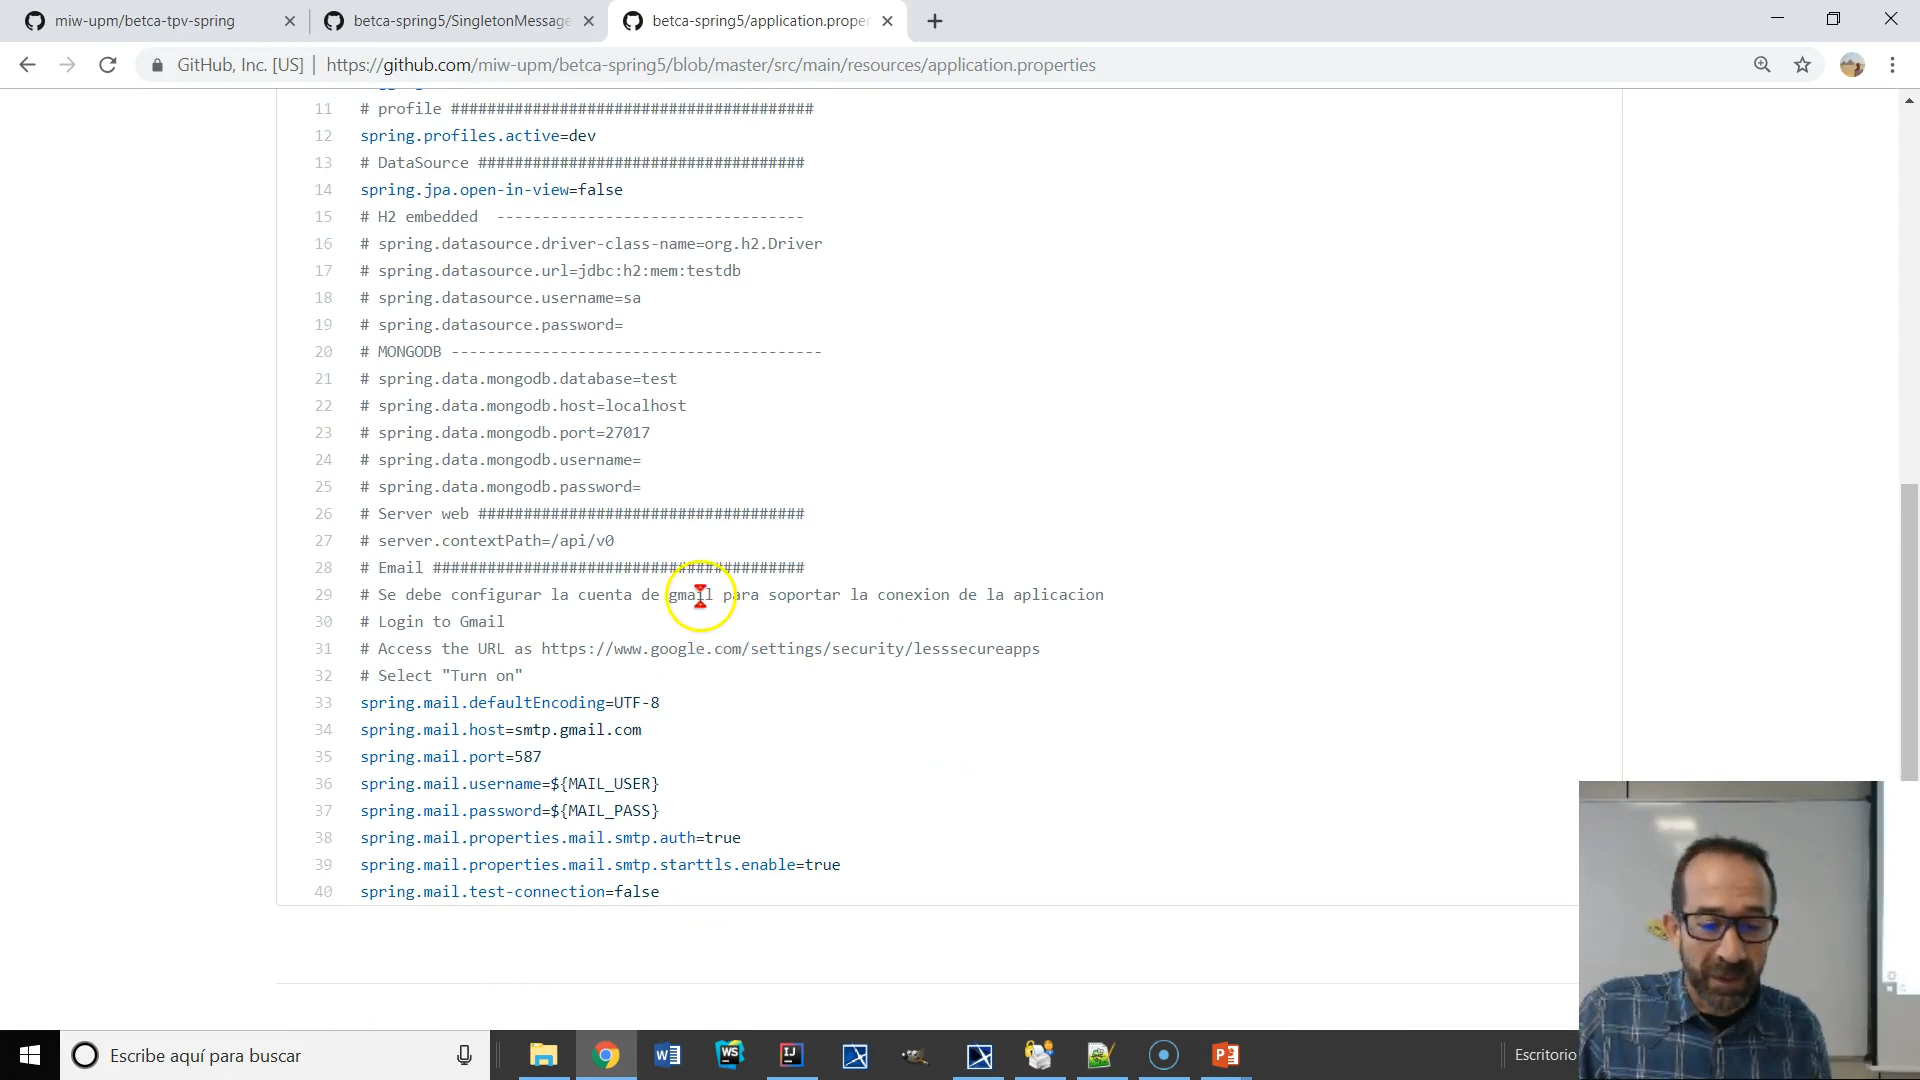 miw-upm/betca-tpv-spring
betca-spring5/SingletonMessage
betca-spring5/application.proper
GitHub, Inc. [US] | https://github.com/miw-upm/betca-spring5/blob/master/src/main/resources/application.properties
11 # profile ########################################
12 spring.profiles.active=dev
13 # DataSource ####################################
14 spring.jpa.open-in-view=false
15 # H2 embedded ----------------------------------
16 # spring.datasource.driver-class-name=org.h2.Driver
17 # spring.datasource.url=jdbc:h2:mem:testdb
18 # spring.datasource.username=sa
19 # spring.datasource.password=
20 # MONGODB -----------------------------------------
21 # spring.data.mongodb.database=test
22 # spring.data.mongodb.host=localhost
23 # spring.data.mongodb.port=27017
24 # spring.data.mongodb.username=
25 # spring.data.mongodb.password=
26 # Server web ####################################
27 # server.contextPath=/api/v0
28 # Email #########################################
29 # Se debe configurar la cuenta de gmail para soportar la conexion de la aplicacion
30 # Login to Gmail
31 # Access the URL as https://www.google.com/settings/security/lesssecureapps
32 # Select "Turn on"
33 spring.mail.defaultEncoding=UTF-8
34 spring.mail.host=smtp.gmail.com
35 spring.mail.port=587
36 spring.mail.username=${MAIL_USER}
37 spring.mail.password=${MAIL_PASS}
38 spring.mail.properties.mail.smtp.auth=true
39 spring.mail.properties.mail.smtp.starttls.enable=true
40 spring.mail.test-connection=false
Escribe aquí para buscar
WS
IJ
Escritorio